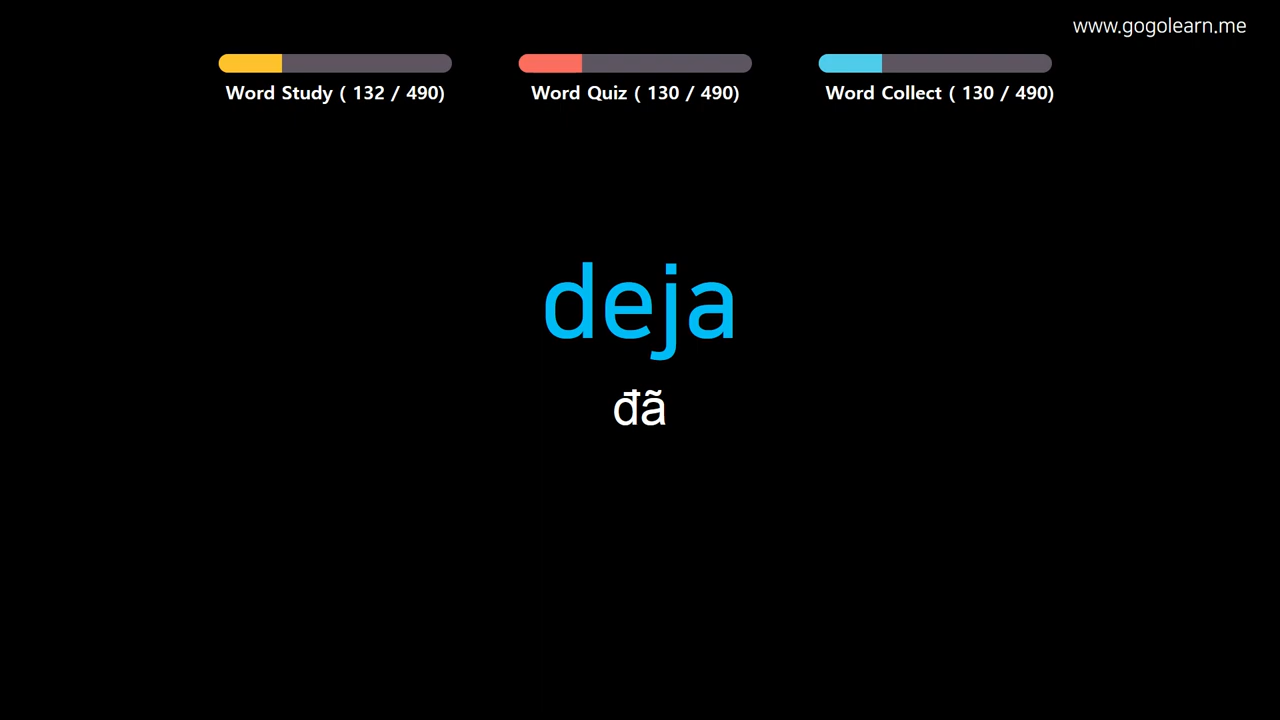 www.gogolearn.me
Word Study ( 132 / 490)
Word Quiz ( 130 / 490)
Word Collect ( 130 / 490)
deja
đã